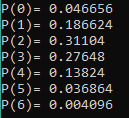 P(0)= 0.046656
P(1)= 0.186624
P(2)= 0.31104
P(3)= 0.27648
P(4)= 0.13824
P(5)= 0.036864
P(6)= 0.004096